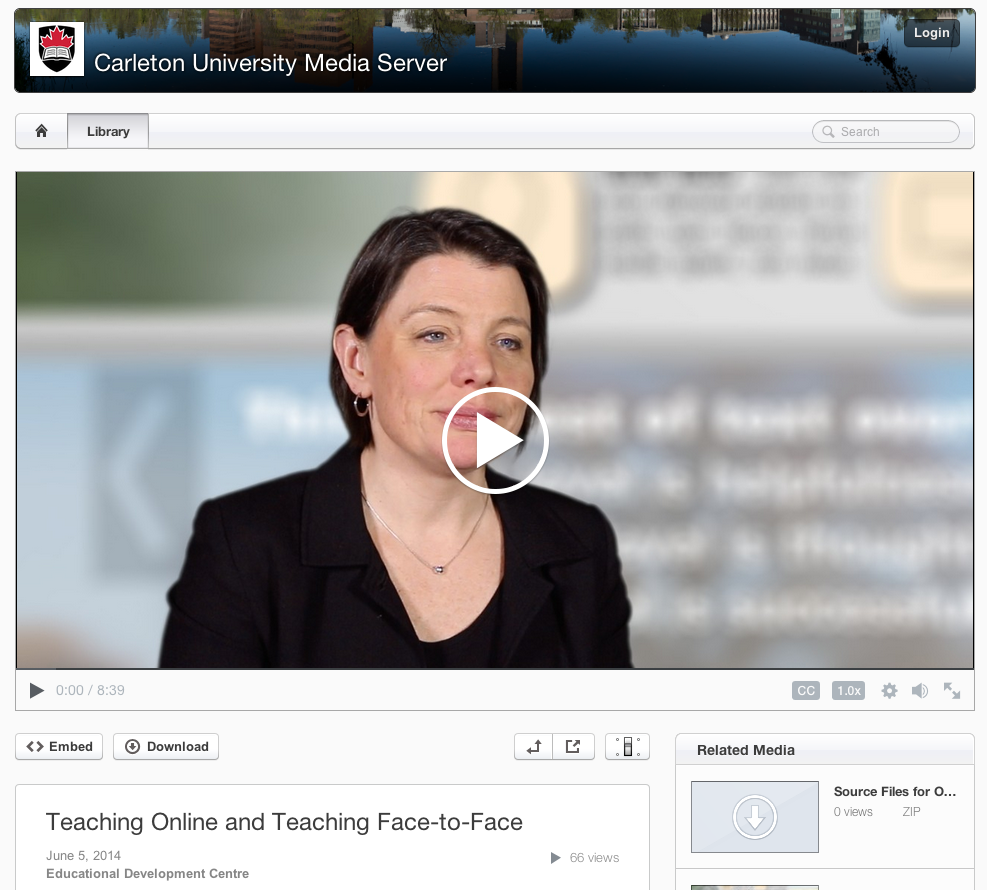 Login
Carleton University Media Server
Library
Search
0:00 / 8:39
CC
1.0x
Embed
Download
Related Media
Source Files for O...
0 views ZIP
Teaching Online and Teaching Face-to-Face
June 5, 2014
66 views
Educational Development Centre